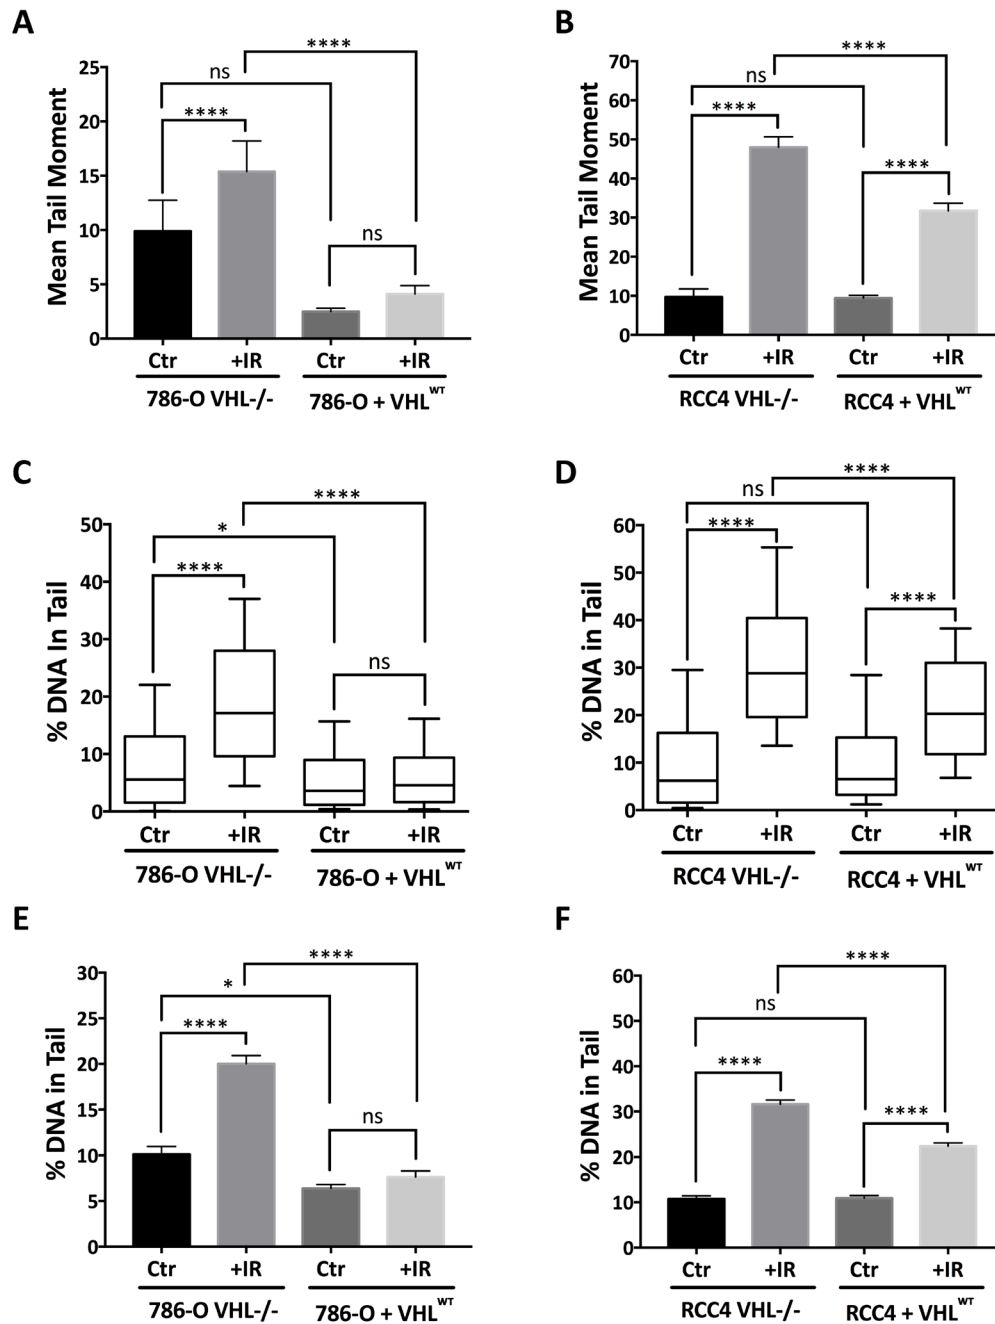 A
Mean Tail Moment
25
20
15
10
5
0
****
ns
****
ns
Ctr +IR Ctr +IR
786-O VHL-/- 786-O + VHL^WT
B
Mean Tail Moment
70
60
50
40
30
20
10
0
****
ns
****
****
Ctr +IR Ctr +IR
RCC4 VHL-/- RCC4 + VHL^WT
C
% DNA In Tail
50
40
30
20
10
0
****
*
****
ns
Ctr +IR Ctr +IR
786-O VHL-/- 786-O + VHL^WT
D
% DNA in Tail
60
50
40
30
20
10
0
****
ns
****
****
Ctr +IR Ctr +IR
RCC4 VHL-/- RCC4 + VHL^WT
E
% DNA in Tail
30
25
20
15
10
5
0
****
*
****
ns
Ctr +IR Ctr +IR
786-O VHL-/- 786-O + VHL^WT
F
% DNA in Tail
60
50
40
30
20
10
0
****
ns
****
****
Ctr +IR Ctr +IR
RCC4 VHL-/- RCC4 + VHL^WT